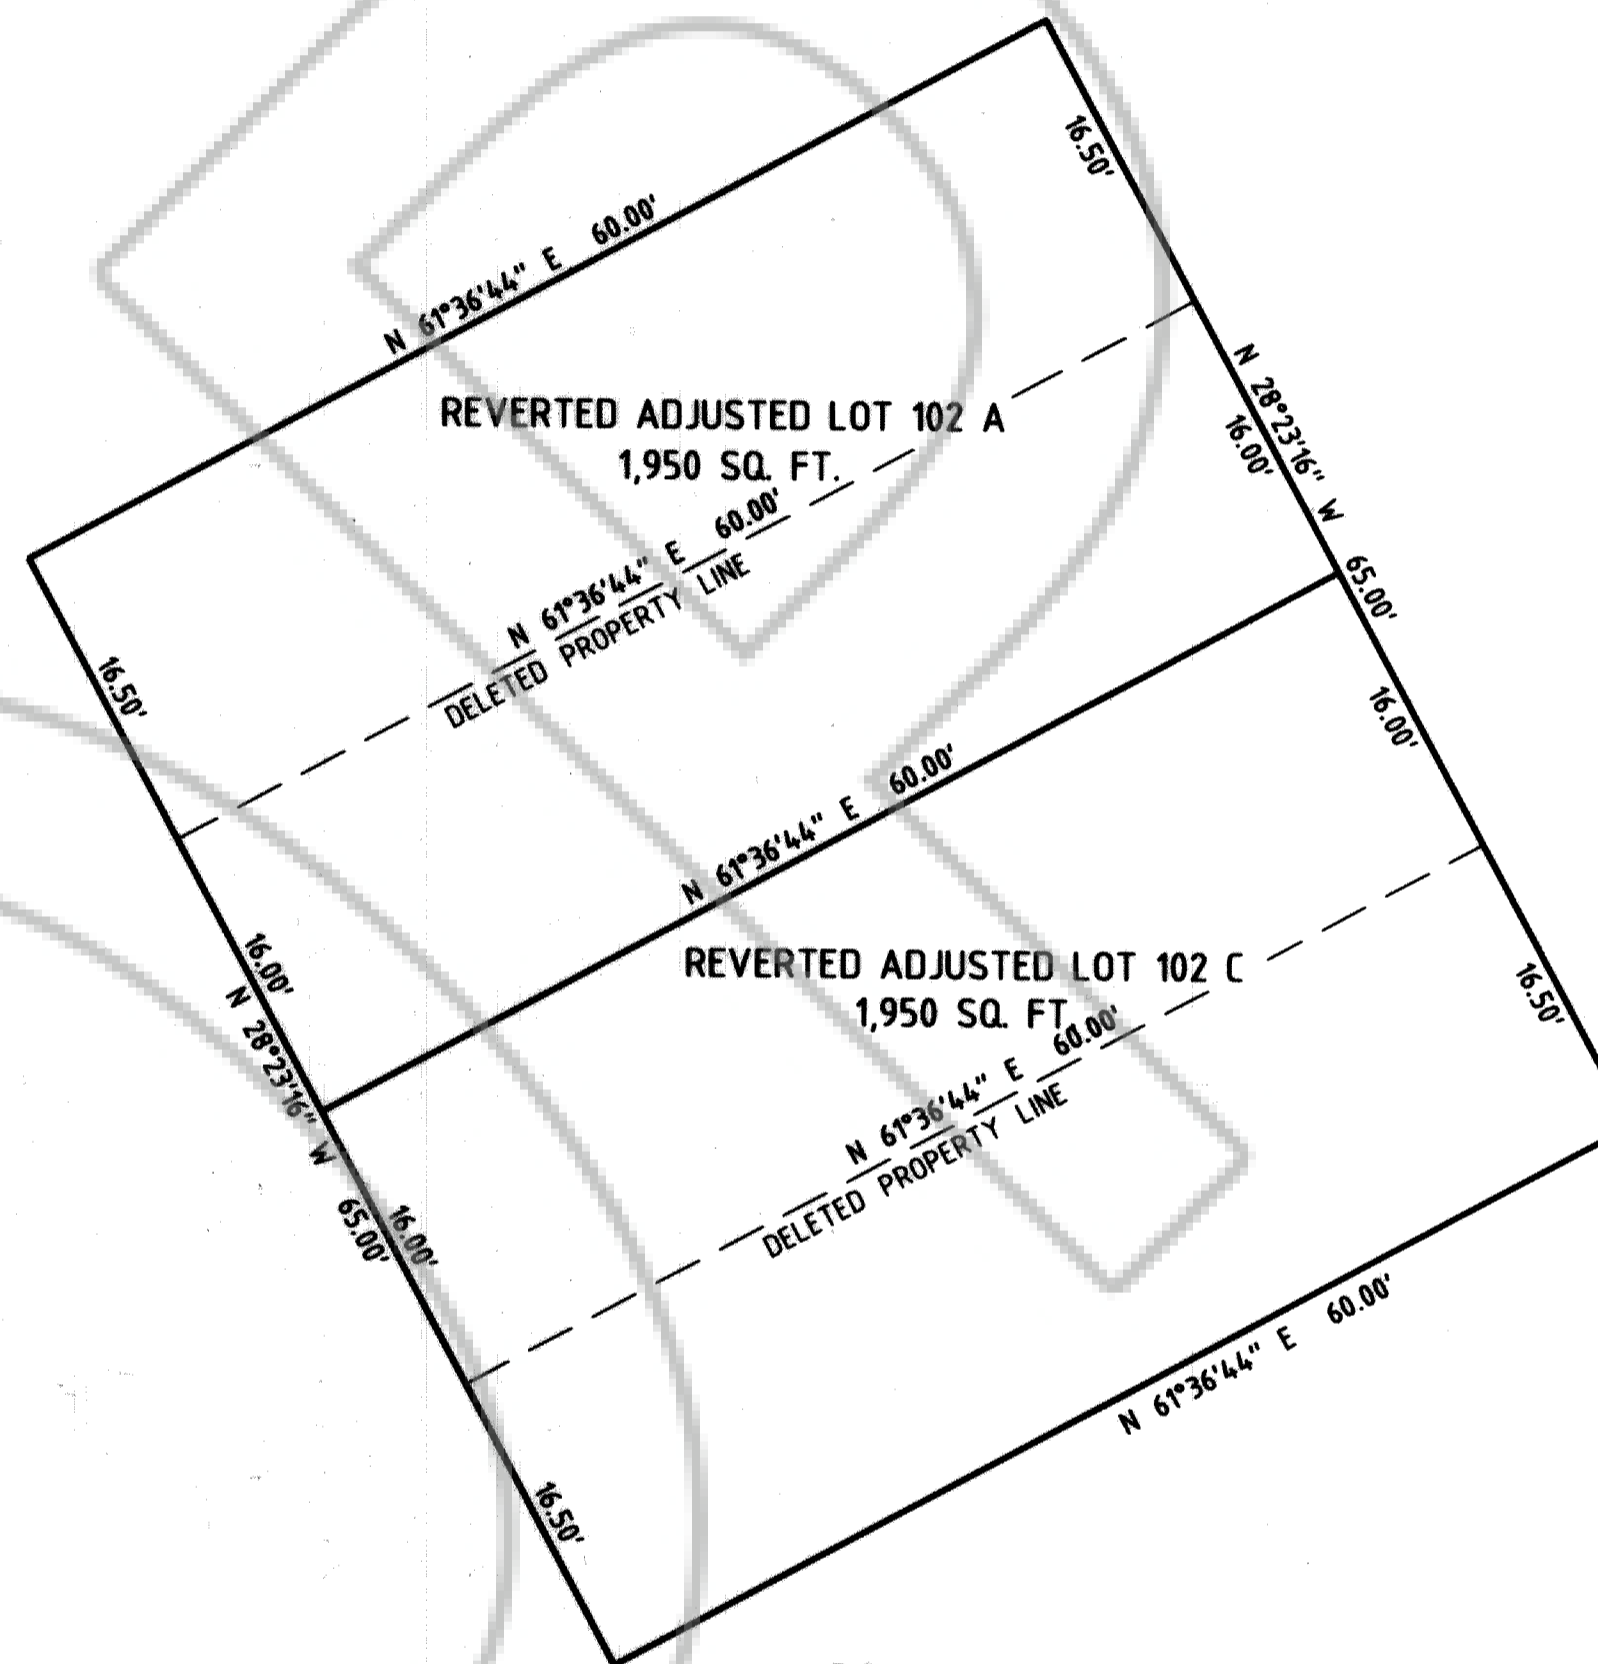 16.50'
N 61°36'44" E 60.00'
N 28°23'16" W 65.00'
REVERTED ADJUSTED LOT 102 A
1,950 SQ. FT.
16.00'
N 61°36'44" E 60.00'
DELETED PROPERTY LINE
16.50'
16.00'
N 61°36'44" E 60.00'
16.00'
N 28°23'16" W 65.00'
REVERTED ADJUSTED LOT 102 C
1,950 SQ. FT.
16.50'
N 61°36'44" E 60.00'
DELETED PROPERTY LINE
16.00'
N 61°36'44" E 60.00'
16.50'